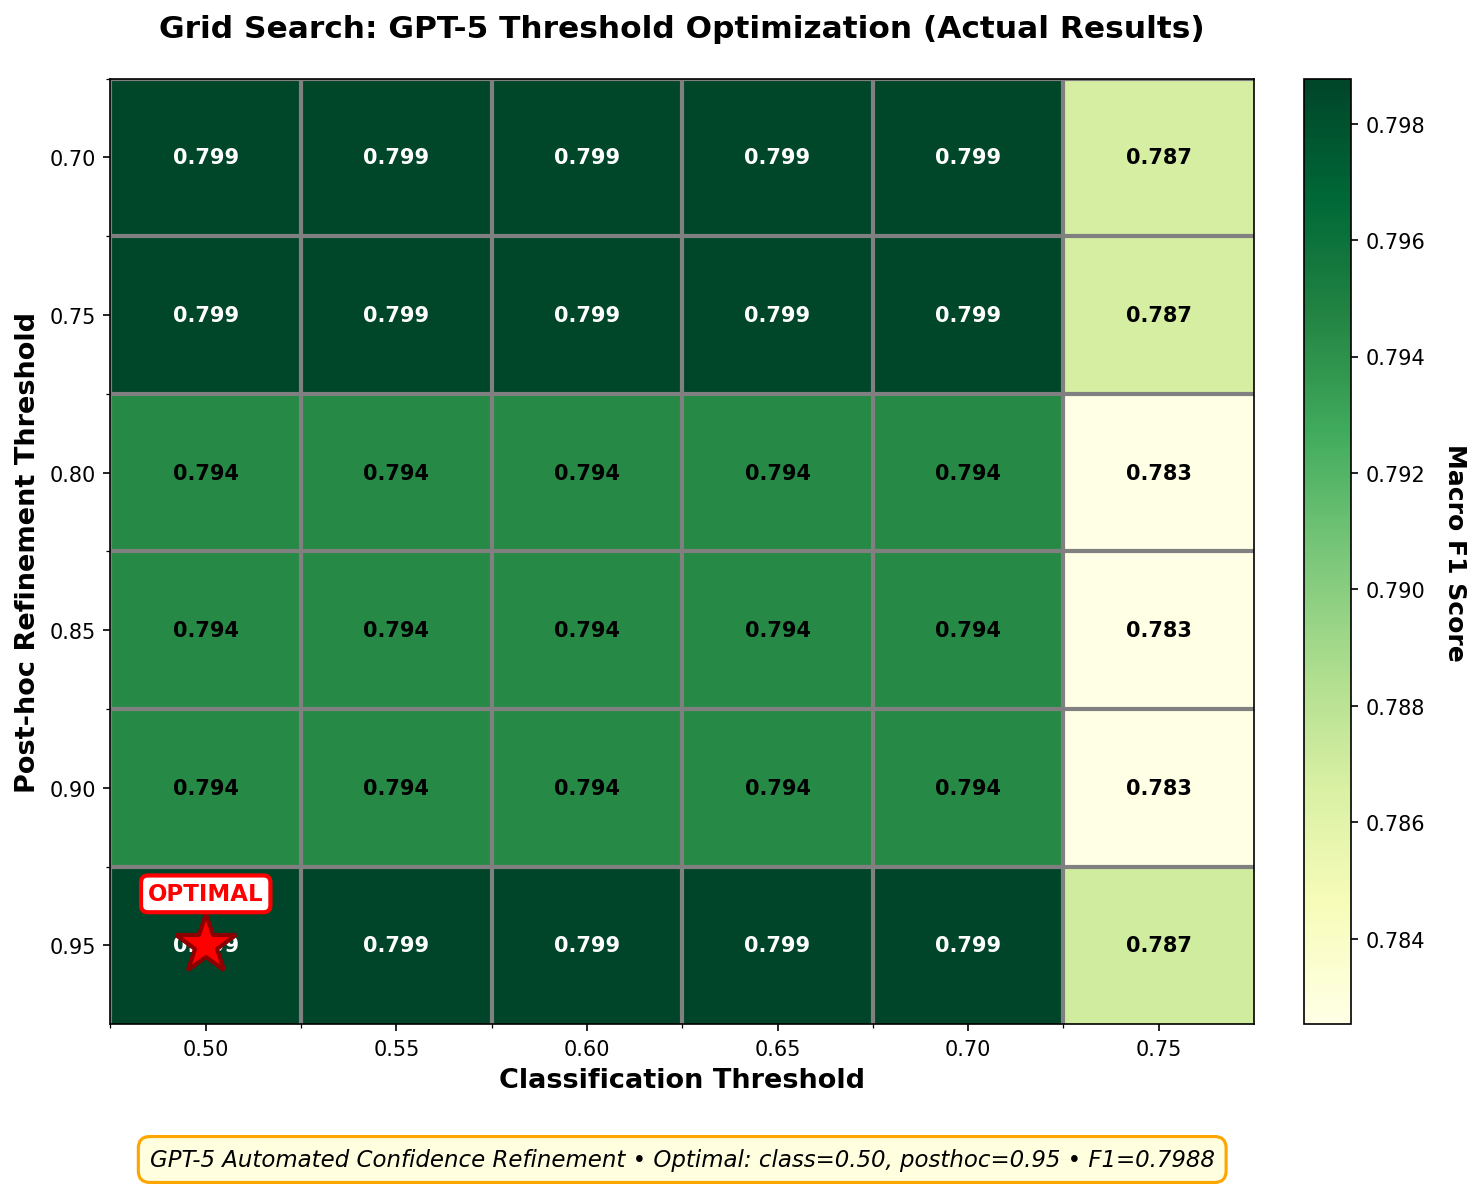 Grid Search: GPT-5 Threshold Optimization (Actual Results)
Post-hoc Refinement Threshold
0.70 0.799 0.799 0.799 0.799 0.799 0.787
0.75 0.799 0.799 0.799 0.799 0.799 0.787
0.80 0.794 0.794 0.794 0.794 0.794 0.783
0.85 0.794 0.794 0.794 0.794 0.794 0.783
0.90 0.794 0.794 0.794 0.794 0.794 0.783
OPTIMAL
0.95 0.799 0.799 0.799 0.799 0.787
0.50 0.55 0.60 0.65 0.70 0.75
Classification Threshold
0.798
0.796
0.794
0.792
0.790
0.788
0.786
0.784
Macro F1 Score
GPT-5 Automated Confidence Refinement • Optimal: class=0.50, posthoc=0.95 • F1=0.7988